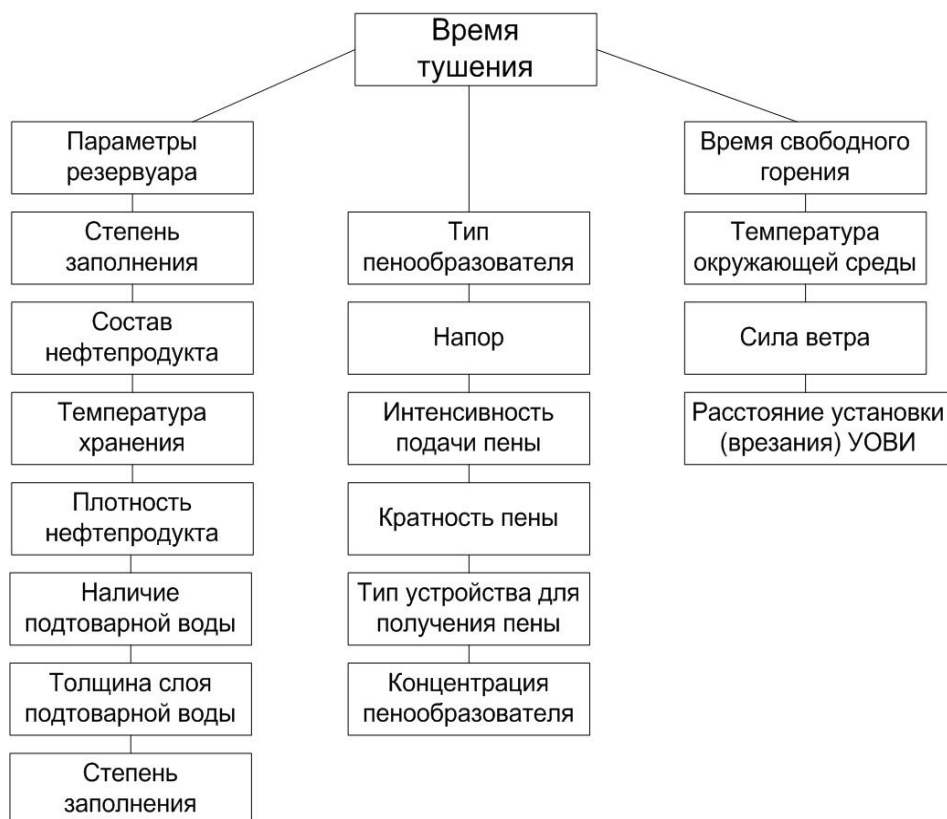 Время
тушения
Параметры
резервуара
Степень
заполнения
Состав
нефтепродукта
Температура
хранения
Плотность
нефтепродукта
Наличие
подтоварной воды
Толщина слоя
подтоварной воды
Степень
заполнения
Тип
пенообразователя
Напор
Интенсивность
подачи пены
Кратность пены
Тип устройства для
получения пены
Концентрация
пенообразователя
Время свободного
горения
Температура
окружающей среды
Сила ветра
Расстояние установки
(врезания) УОВИ